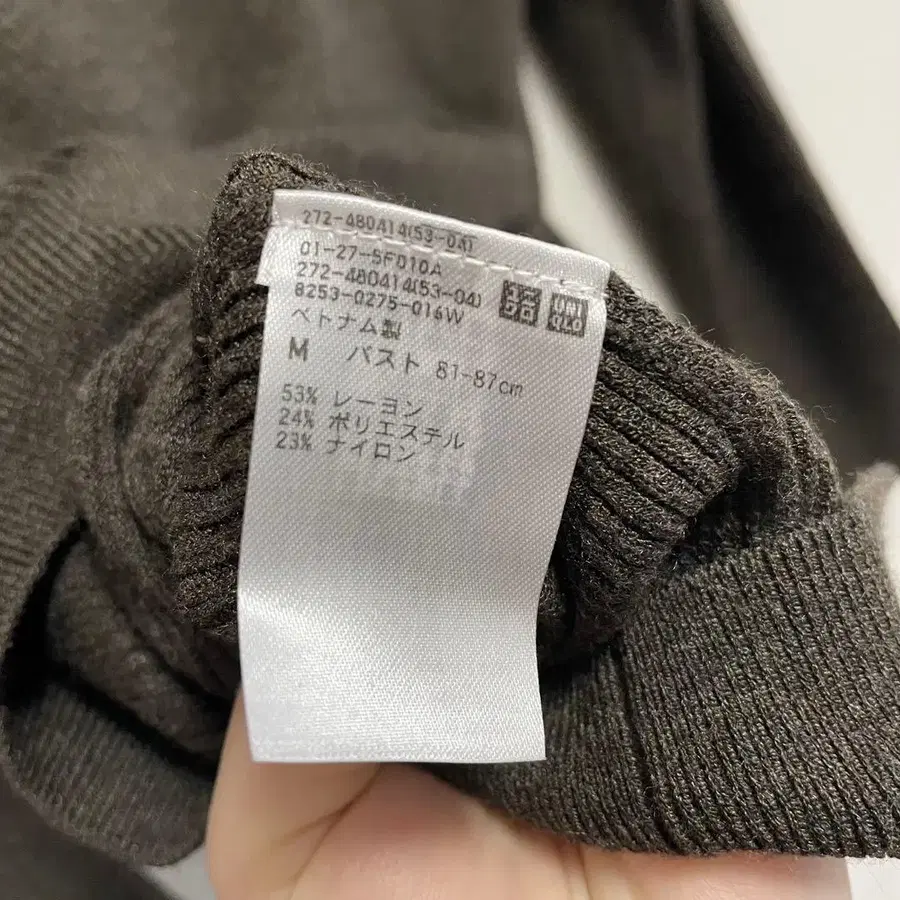 272-480414(53-04)
01-27-5F010A
272-480414(53-04)
8253-0275-016W
ユニ
クロ
UNI
QLO
ベトナム製
M バスト 81-87cm
53% レーヨン
24% ポリエステル
23% ナイロン